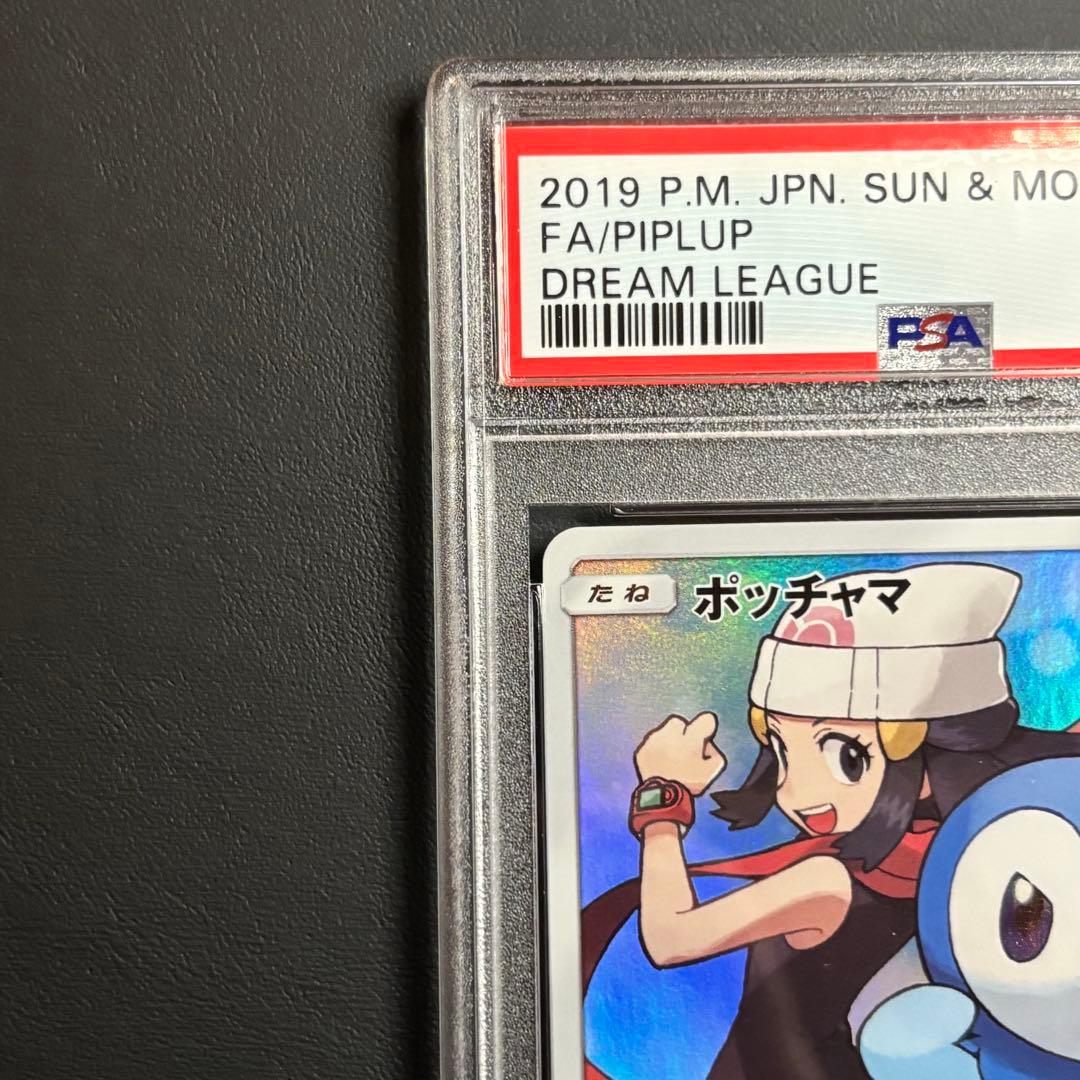 2019 P.M. JPN. SUN & MO
FA/PIPLUP
DREAM LEAGUE
PSA
たね ポッチャマ